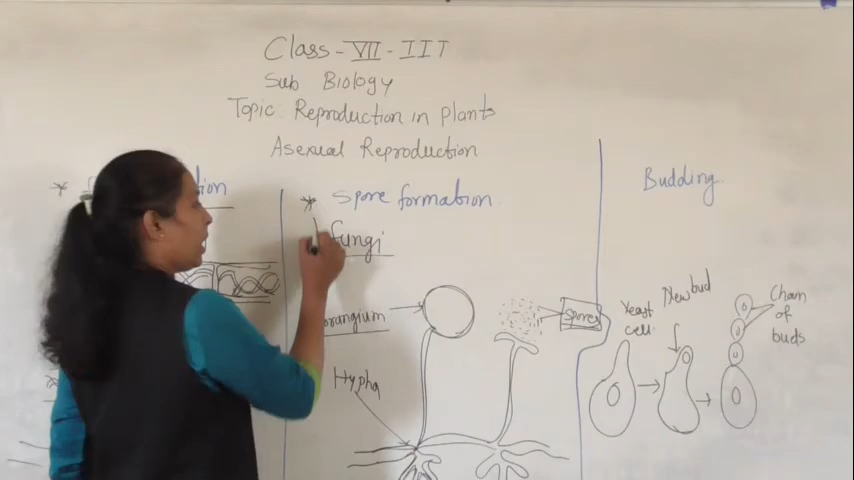 Class - VII - IIT
Sub Biology
Topic: Reproduction in plants
Asexual Reproduction
* Spore formation
fungi
Hypha
Spores
Budding
Yeast
cell
New bud
Chain
of
buds